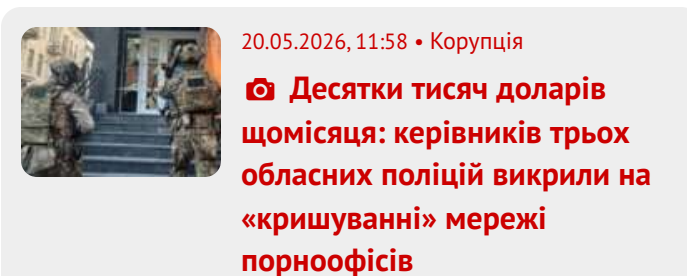 20.05.2026, 11:58 • Корупція
Десятки тисяч доларів
щомісяця: керівників трьох
обласних поліцій викрили на
«кришуванні» мережі
порноофісів